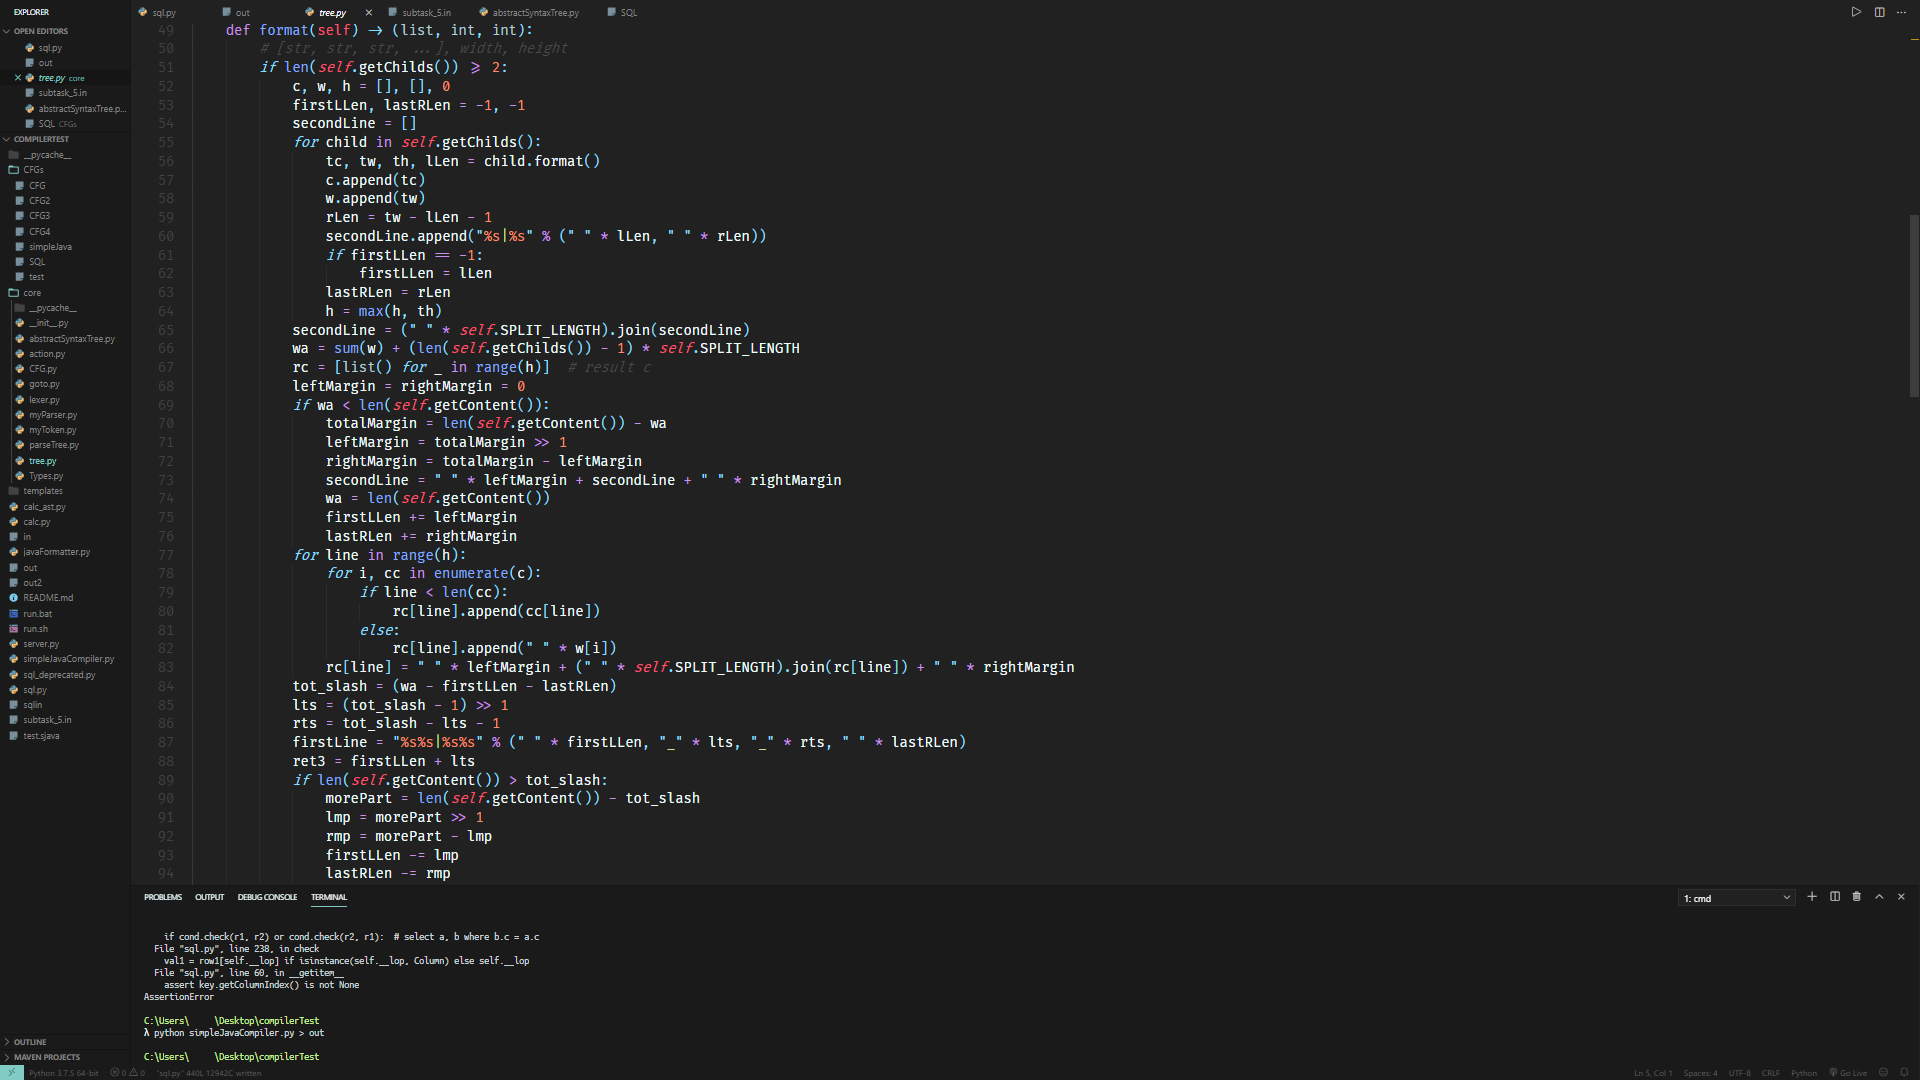 EXPLORER
OPEN EDITORS
sql.py
out
tree.py core
subtask_5.in
abstractSyntaxTree.p...
SQL CFGs
COMPILERTEST
__pycache__
CFGs
CFG
CFG2
CFG3
CFG4
simpleJava
SQL
test
core
__pycache__
__init__.py
abstractSyntaxTree.py
action.py
CFG.py
goto.py
lexer.py
myParser.py
myToken.py
parseTree.py
tree.py
Types.py
templates
calc_ast.py
calc.py
in
javaFormatter.py
out
out2
README.md
run.bat
run.sh
server.py
simpleJavaCompiler.py
sql_deprecated.py
sql.py
sqlin
subtask_5.in
test.sjava
OUTLINE
MAVEN PROJECTS
sql.py out tree.py subtask_5.in abstractSyntaxTree.py SQL
49 def format(self) -> (list, int, int):
50 # [str, str, str, ...], width, height
51 if len(self.getChilds()) >= 2:
52 c, w, h = [], [], 0
53 firstLLen, lastRLen = -1, -1
54 secondLine = []
55 for child in self.getChilds():
56 tc, tw, th, lLen = child.format()
57 c.append(tc)
58 w.append(tw)
59 rLen = tw - lLen - 1
60 secondLine.append("%s|%s" % (" " * lLen, " " * rLen))
61 if firstLLen == -1:
62 firstLLen = lLen
63 lastRLen = rLen
64 h = max(h, th)
65 secondLine = (" " * self.SPLIT_LENGTH).join(secondLine)
66 wa = sum(w) + (len(self.getChilds()) - 1) * self.SPLIT_LENGTH
67 rc = [list() for _ in range(h)]  # result c
68 leftMargin = rightMargin = 0
69 if wa < len(self.getContent()):
70 totalMargin = len(self.getContent()) - wa
71 leftMargin = totalMargin >> 1
72 rightMargin = totalMargin - leftMargin
73 secondLine = " " * leftMargin + secondLine + " " * rightMargin
74 wa = len(self.getContent())
75 firstLLen += leftMargin
76 lastRLen += rightMargin
77 for line in range(h):
78 for i, cc in enumerate(c):
79 if line < len(cc):
80 rc[line].append(cc[line])
81 else:
82 rc[line].append(" " * w[i])
83 rc[line] = " " * leftMargin + (" " * self.SPLIT_LENGTH).join(rc[line]) + " " * rightMargin
84 tot_slash = (wa - firstLLen - lastRLen)
85 lts = (tot_slash - 1) >> 1
86 rts = tot_slash - lts - 1
87 firstLine = "%s%s|%s%s" % (" " * firstLLen, "_" * lts, "_" * rts, " " * lastRLen)
88 ret3 = firstLLen + lts
89 if len(self.getContent()) > tot_slash:
90 morePart = len(self.getContent()) - tot_slash
91 lmp = morePart >> 1
92 rmp = morePart - lmp
93 firstLLen -= lmp
94 lastRLen -= rmp
PROBLEMS OUTPUT DEBUG CONSOLE TERMINAL 1: cmd
if cond.check(r1, r2) or cond.check(r2, r1):  # select a, b where b.c = a.c
File "sql.py", line 238, in check
val1 = row1[self.__lop] if isinstance(self.__lop, Column) else self.__lop
File "sql.py", line 60, in __getitem__
assert key.getColumnIndex() is not None
AssertionError
C:\Users\ \Desktop\compilerTest
λ python simpleJavaCompiler.py > out
C:\Users\ \Desktop\compilerTest
Python 3.7.5 64-bit 0 0 "sql.py" 440L 12942C written Ln 5, Col 1 Spaces: 4 UTF-8 CRLF Python Go Live